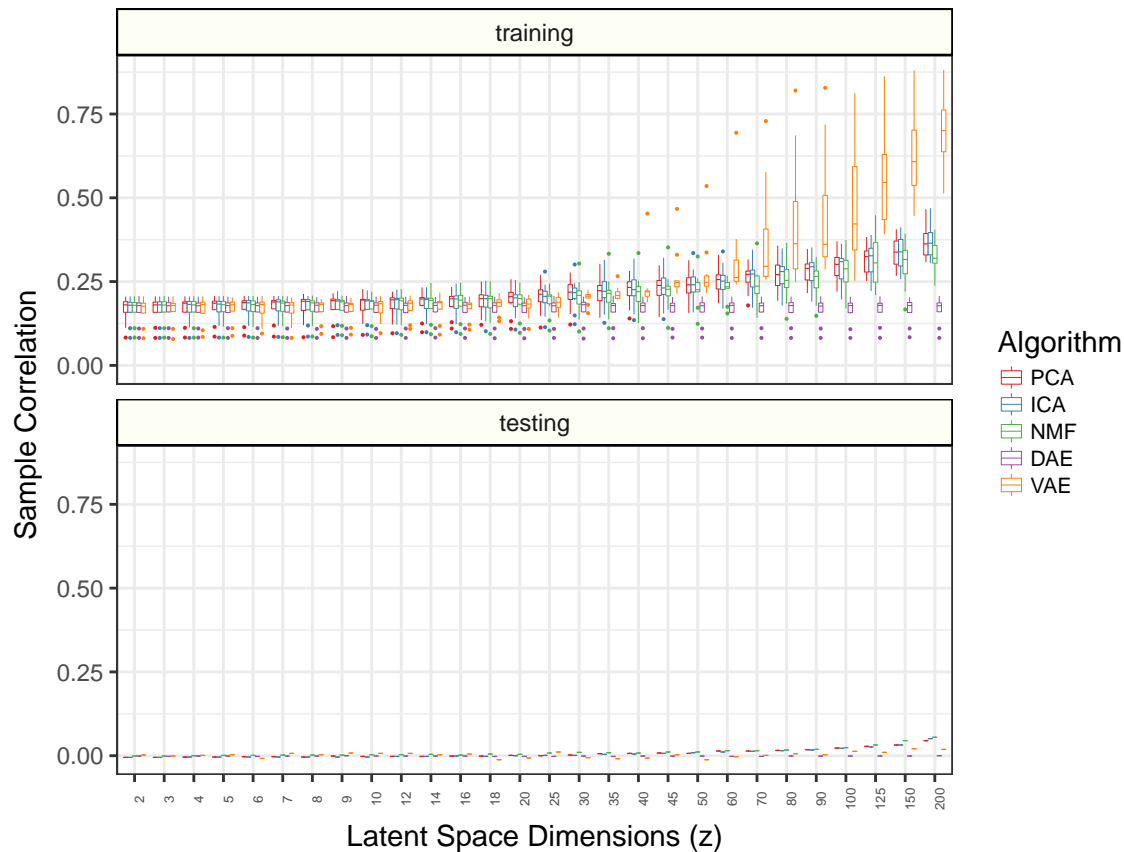 training
0.75
0.50
0.25
0.00
testing
0.75
0.50
0.25
0.00
Sample Correlation
2 3 4 5 6 7 8 9 10 12 14 16 18 20 25 30 35 40 45 50 60 70 80 90 100 125 150 200
Latent Space Dimensions (z)
Algorithm
PCA
ICA
NMF
DAE
VAE